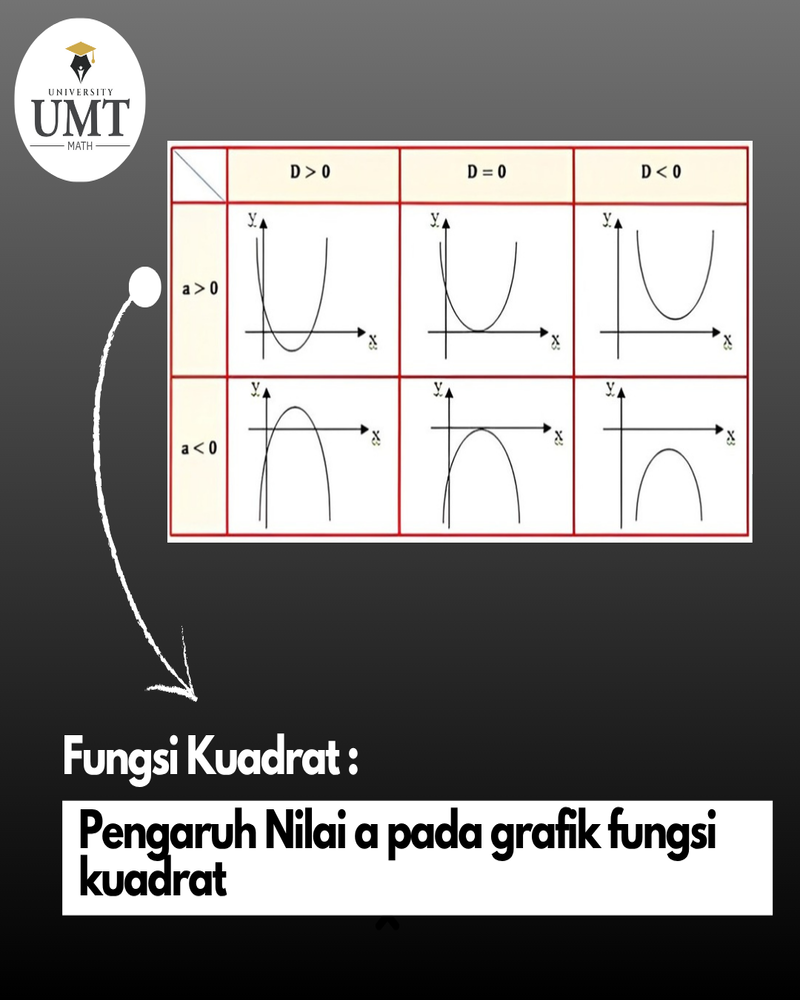 UNIVERSITY
UMT
MATH
D > 0
D = 0
D < 0
a > 0
y
x
y
x
y
x
a < 0
y
x
y
x
y
x
Fungsi Kuadrat :
Pengaruh Nilai a pada grafik fungsi
kuadrat